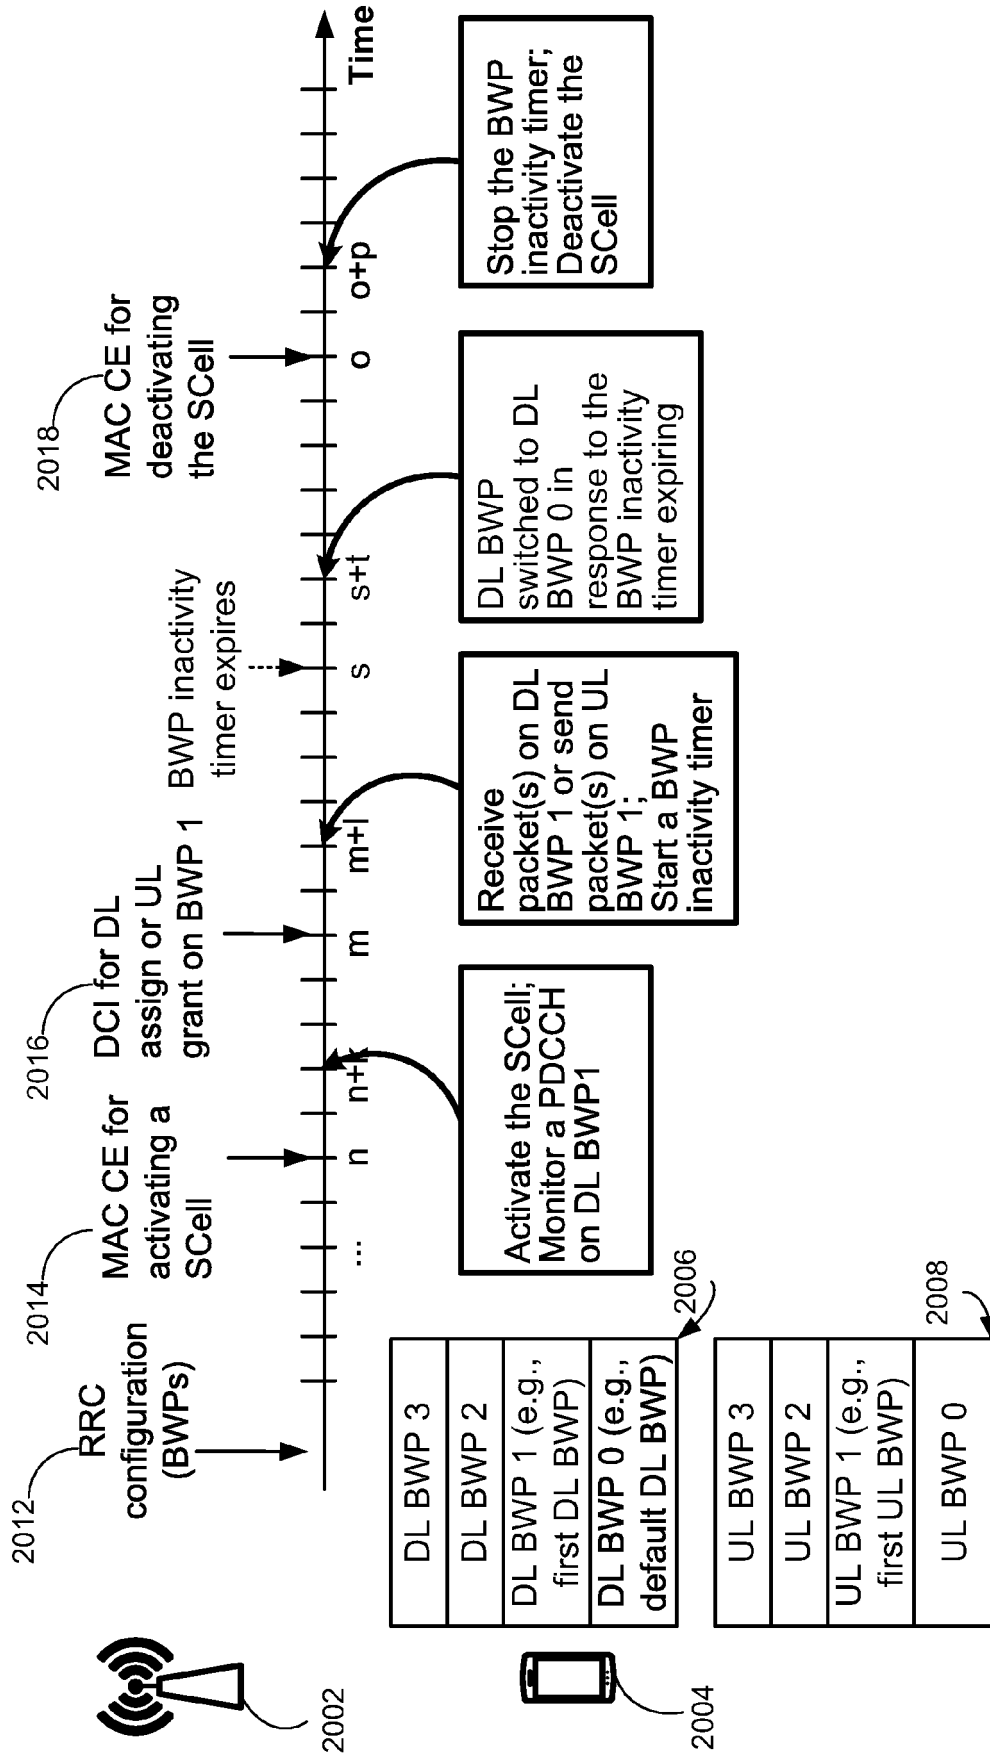 2012
RRC
configuration
(BWPs)
2014
MAC CE for
activating a
SCell
2016
DCI for DL
assign or UL
grant on BWP 1
BWP inactivity
timer expires
2018
MAC CE for
deactivating
the SCell
...
n
n+k
m
m+l
s
s+t
o
o+p
Time
2002
2004
DL BWP 3
DL BWP 2
DL BWP 1 (e.g.,
first DL BWP)
DL BWP 0 (e.g.,
default DL BWP)
2006
UL BWP 3
UL BWP 2
UL BWP 1 (e.g.,
first UL BWP)
UL BWP 0
2008
Activate the SCell;
Monitor a PDCCH
on DL BWP1
Receive
packet(s) on DL
BWP 1 or send
packet(s) on UL
BWP 1;
Start a BWP
inactivity timer
DL BWP
switched to DL
BWP 0 in
response to the
BWP inactivity
timer expiring
Stop the BWP
inactivity timer;
Deactivate the
SCell